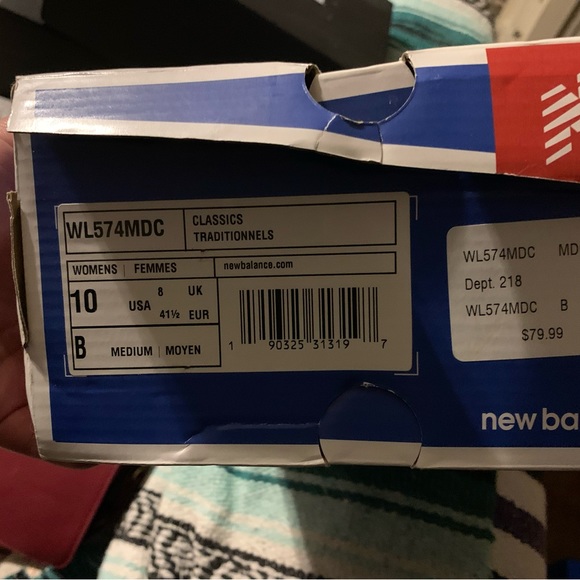 WL574MDC
CLASSICS
TRADITIONNELS
WOMENS | FEMMES
newbalance.com
10 USA 8 UK
41½ EUR
B MEDIUM | MOYEN
1 90325 31319 7
WL574MDC MD
Dept. 218
WL574MDC B
$79.99
new ba